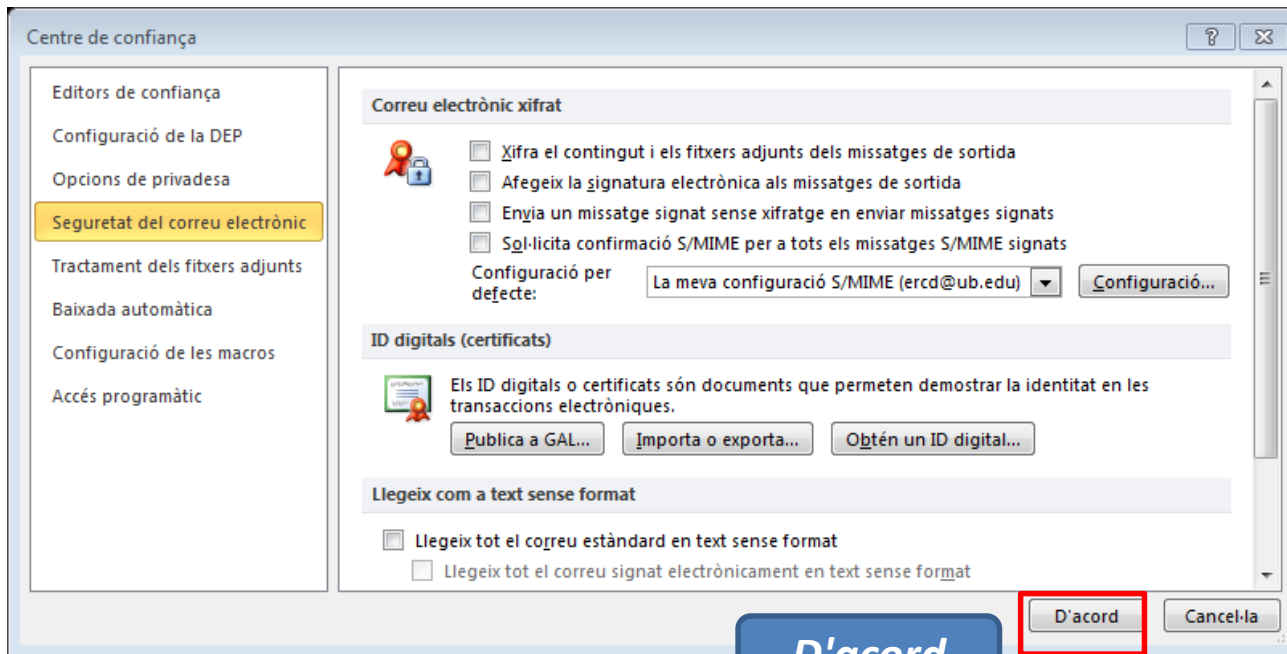 Centre de confiança
Editors de confiança
Configuració de la DEP
Opcions de privadesa
Seguretat del correu electrònic
Tractament dels fitxers adjunts
Baixada automàtica
Configuració de les macros
Accés programàtic
Correu electrònic xifrat
Xifra el contingut i els fitxers adjunts dels missatges de sortida
Afegeix la signatura electrònica als missatges de sortida
Envia un missatge signat sense xifratge en enviar missatges signats
Sol·licita confirmació S/MIME per a tots els missatges S/MIME signats
Configuració per
defecte:
La meva configuració S/MIME (ercd@ub.edu)
Configuració...
ID digitals (certificats)
Els ID digitals o certificats són documents que permeten demostrar la identitat en les
transaccions electròniques.
Publica a GAL...
Importa o exporta...
Obtén un ID digital...
Llegeix com a text sense format
Llegeix tot el correu estàndard en text sense format
Llegeix tot el correu signat electrònicament en text sense format
D'acord
Cancel·la
D'acord